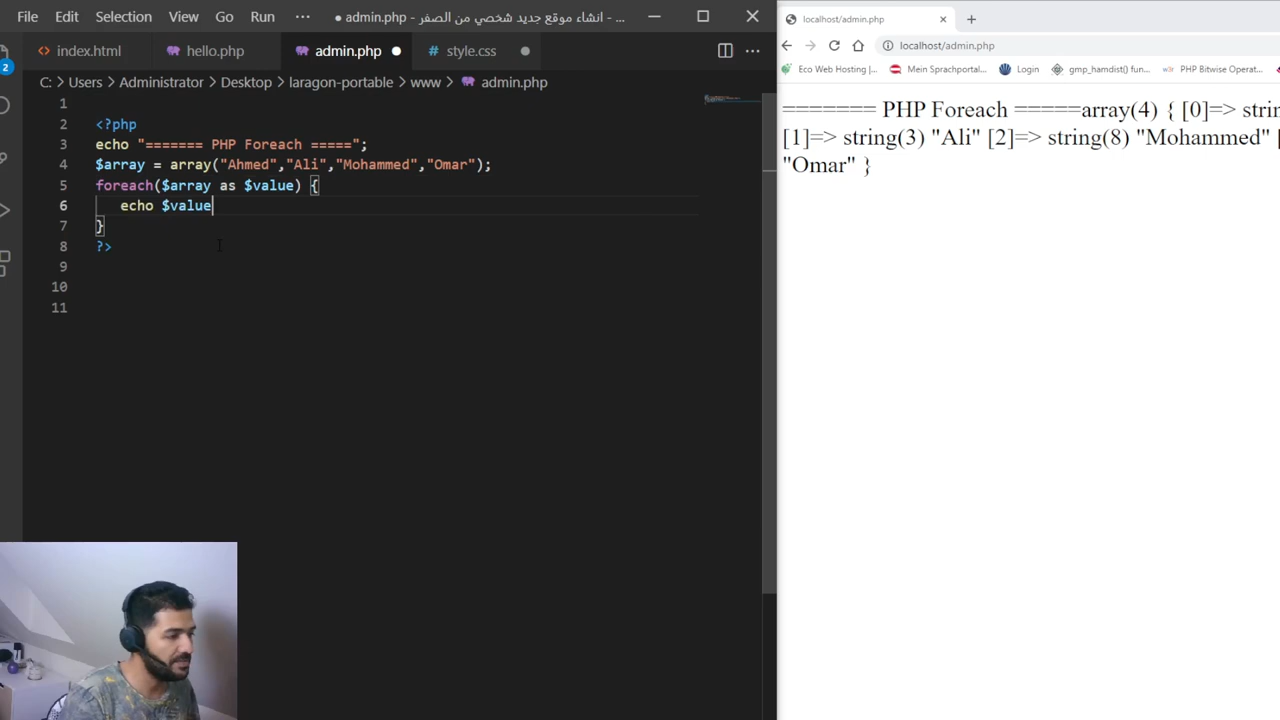 File Edit Selection View Go Run ··· ● admin.php - انشاء موقع جديد شخصي من الصفر - ...
localhost/admin.php
index.html hello.php admin.php style.css
localhost/admin.php
Eco Web Hosting |... Mein Sprachportal... Login gmp_hamdist() fun... PHP Bitwise Operat...
2
C: > Users > Administrator > Desktop > laragon-portable > www > admin.php
1
2 <?php
3 echo "======= PHP Foreach =====";
4 $array = array("Ahmed","Ali","Mohammed","Omar");
5 foreach($array as $value) {
6 echo $value
7 }
8 ?>
9
10
11
======= PHP Foreach =====array(4) { [0]=> strin
[1]=> string(3) "Ali" [2]=> string(8) "Mohammed" [
"Omar" }